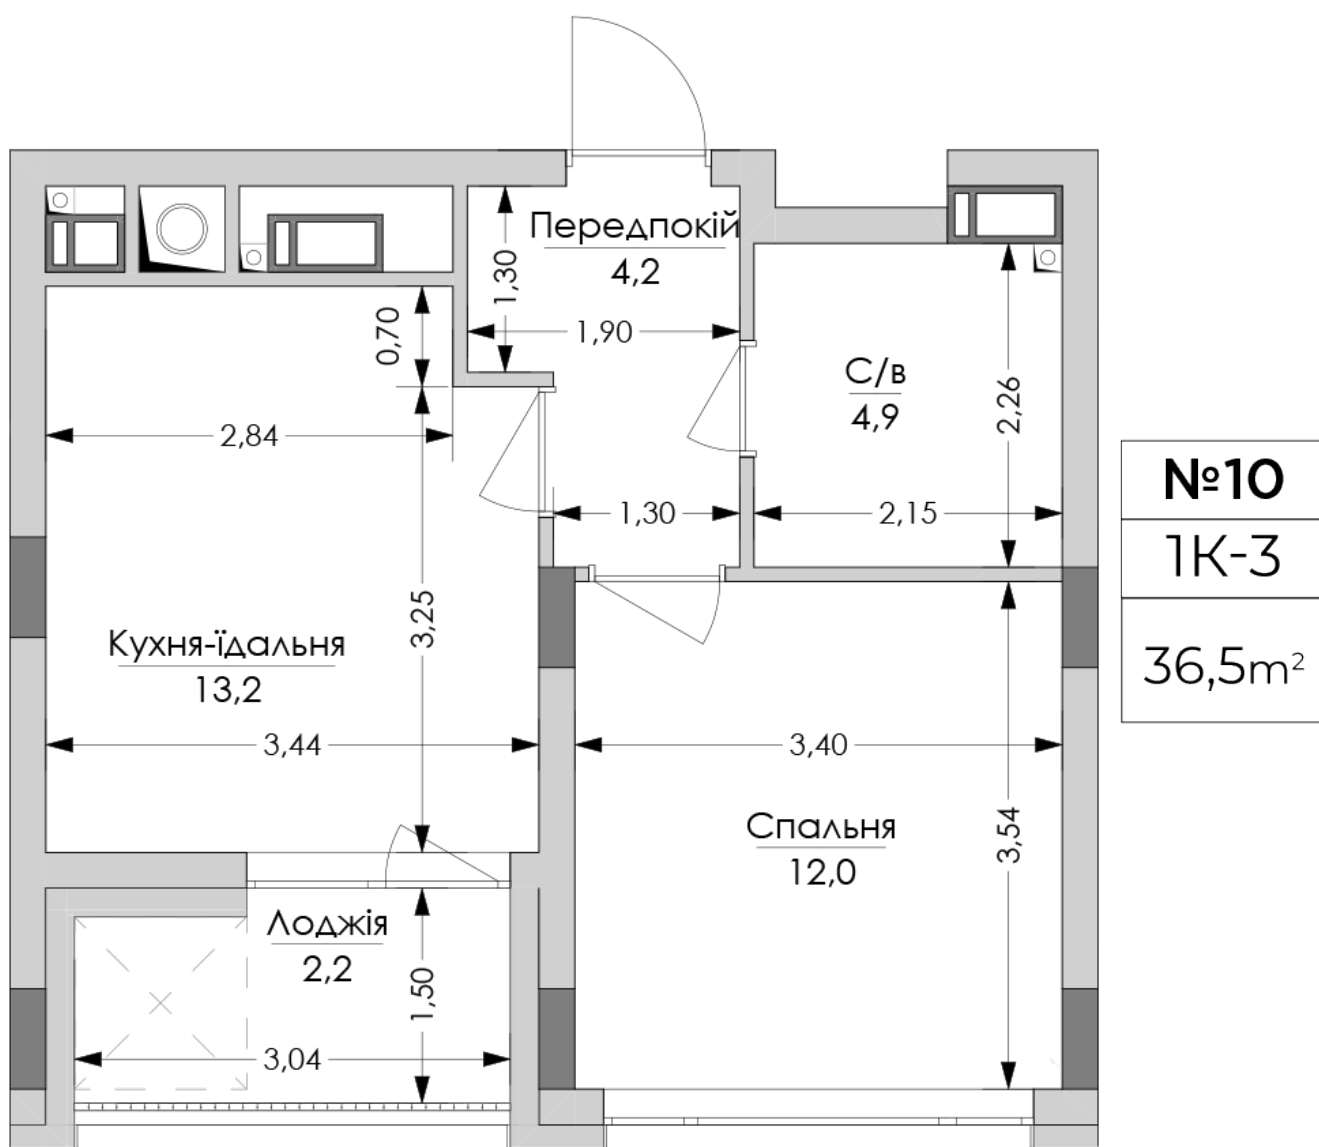 Передпокій
4,2
1,30
1,90
0,70
2,84
С/в
4,9
2,26
1,30
2,15
№10
1К-3
36,5m²
3,25
Кухня-їдальня
13,2
3,44
3,40
Спальня
12,0
3,54
Лоджія
2,2
1,50
3,04